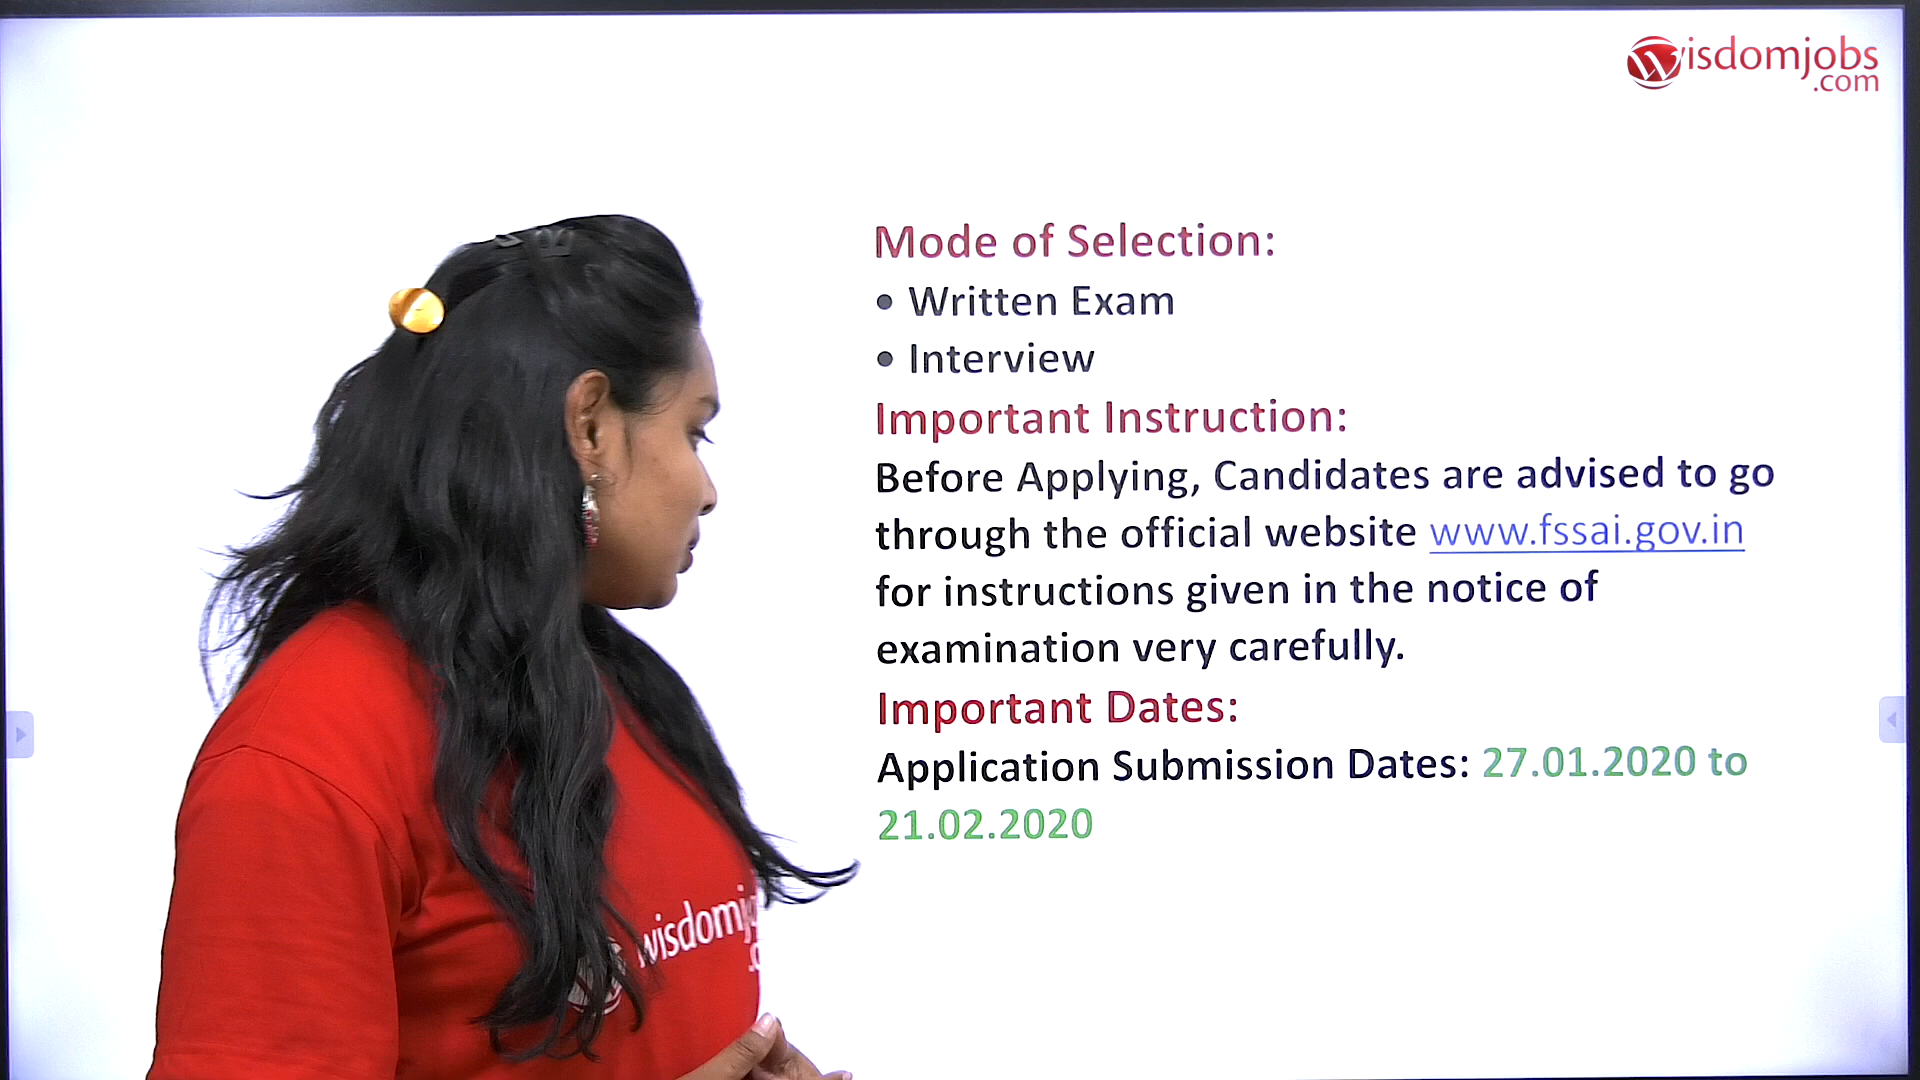 wisdomjobs
.com
Mode of Selection:
• Written Exam
• Interview
Important Instruction:
Before Applying, Candidates are advised to go
through the official website www.fssai.gov.in
for instructions given in the notice of
examination very carefully.
Important Dates:
Application Submission Dates: 27.01.2020 to
21.02.2020
wisdomj